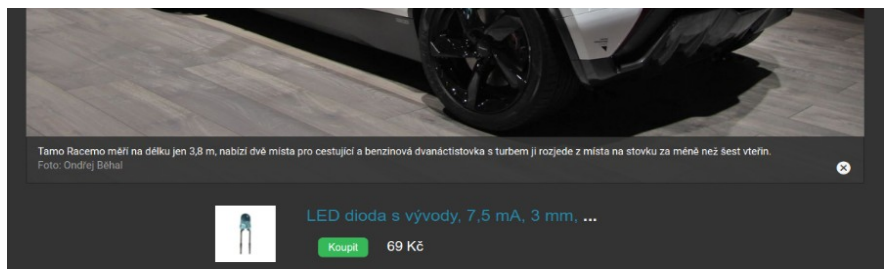 Tamo Racemo měří na délku jen 3,8 m, nabízí dvě místa pro cestující a benzinová dvanáctistovka s turbem ji rozjede z místa na stovku za méně než šest vteřin.
Foto: Ondřej Běhal
LED dioda s vývody, 7,5 mA, 3 mm, ...
Koupit 69 Kč